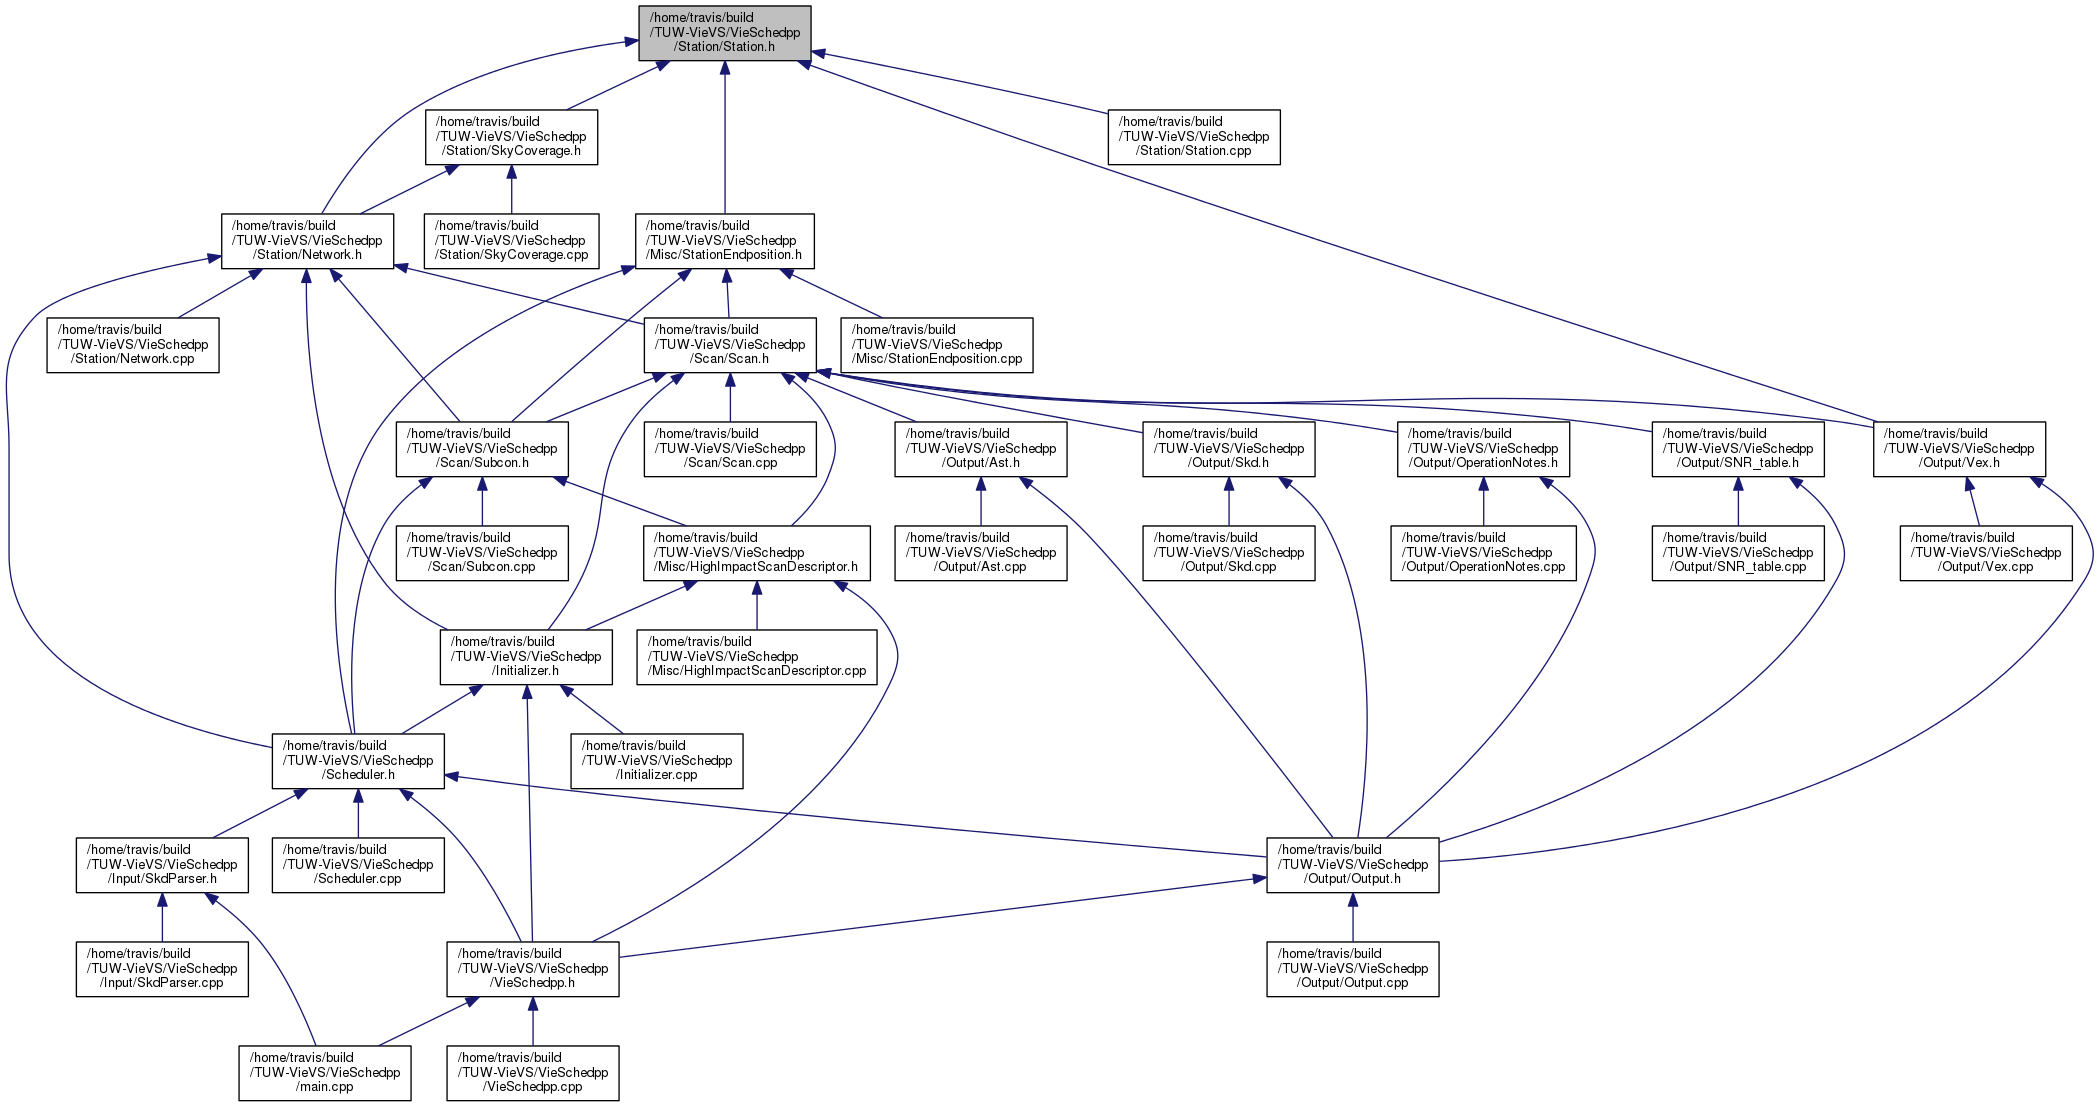 /home/travis/build
/TUW-VieVS/VieSchedpp
/Station/Station.h
/home/travis/build
/TUW-VieVS/VieSchedpp
/Station/SkyCoverage.h
/home/travis/build
/TUW-VieVS/VieSchedpp
/Station/Station.cpp
/home/travis/build
/TUW-VieVS/VieSchedpp
/Station/Network.h
/home/travis/build
/TUW-VieVS/VieSchedpp
/Station/SkyCoverage.cpp
/home/travis/build
/TUW-VieVS/VieSchedpp
/Misc/StationEndposition.h
/home/travis/build
/TUW-VieVS/VieSchedpp
/Station/Network.cpp
/home/travis/build
/TUW-VieVS/VieSchedpp
/Scan/Scan.h
/home/travis/build
/TUW-VieVS/VieSchedpp
/Misc/StationEndposition.cpp
/home/travis/build
/TUW-VieVS/VieSchedpp
/Scan/Subcon.h
/home/travis/build
/TUW-VieVS/VieSchedpp
/Scan/Scan.cpp
/home/travis/build
/TUW-VieVS/VieSchedpp
/Output/Ast.h
/home/travis/build
/TUW-VieVS/VieSchedpp
/Output/Skd.h
/home/travis/build
/TUW-VieVS/VieSchedpp
/Output/OperationNotes.h
/home/travis/build
/TUW-VieVS/VieSchedpp
/Output/SNR_table.h
/home/travis/build
/TUW-VieVS/VieSchedpp
/Output/Vex.h
/home/travis/build
/TUW-VieVS/VieSchedpp
/Scan/Subcon.cpp
/home/travis/build
/TUW-VieVS/VieSchedpp
/Misc/HighImpactScanDescriptor.h
/home/travis/build
/TUW-VieVS/VieSchedpp
/Output/Ast.cpp
/home/travis/build
/TUW-VieVS/VieSchedpp
/Output/Skd.cpp
/home/travis/build
/TUW-VieVS/VieSchedpp
/Output/OperationNotes.cpp
/home/travis/build
/TUW-VieVS/VieSchedpp
/Output/SNR_table.cpp
/home/travis/build
/TUW-VieVS/VieSchedpp
/Output/Vex.cpp
/home/travis/build
/TUW-VieVS/VieSchedpp
/Initializer.h
/home/travis/build
/TUW-VieVS/VieSchedpp
/Misc/HighImpactScanDescriptor.cpp
/home/travis/build
/TUW-VieVS/VieSchedpp
/Scheduler.h
/home/travis/build
/TUW-VieVS/VieSchedpp
/Initializer.cpp
/home/travis/build
/TUW-VieVS/VieSchedpp
/Input/SkdParser.h
/home/travis/build
/TUW-VieVS/VieSchedpp
/Scheduler.cpp
/home/travis/build
/TUW-VieVS/VieSchedpp
/Output/Output.h
/home/travis/build
/TUW-VieVS/VieSchedpp
/Input/SkdParser.cpp
/home/travis/build
/TUW-VieVS/VieSchedpp
/VieSchedpp.h
/home/travis/build
/TUW-VieVS/VieSchedpp
/Output/Output.cpp
/home/travis/build
/TUW-VieVS/VieSchedpp
/main.cpp
/home/travis/build
/TUW-VieVS/VieSchedpp
/VieSchedpp.cpp